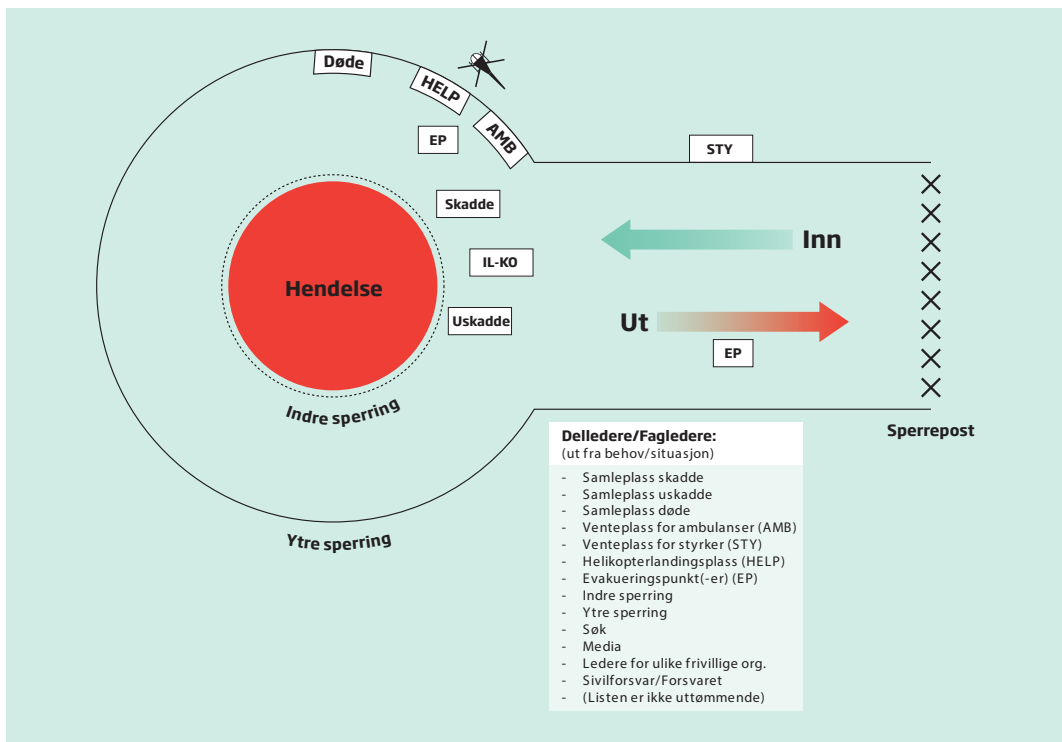 Døde
HELP
AMB
EP
STY
Skadde
Inn
IL-KO
Hendelse
Uskadde
Ut
EP
Indre sperring
Sperrepost
Ytre sperring
Delledere/Fagledere:
(ut fra behov/situasjon)
- Samleplass skadde
- Samleplass uskadde
- Samleplass døde
- Venteplass for ambulanser (AMB)
- Venteplass for styrker (STY)
- Helikopterlandingsplass (HELP)
- Evakueringspunkt(-er) (EP)
- Indre sperring
- Ytre sperring
- Søk
- Media
- Ledere for ulike frivillige org.
- Sivilforsvar/Forsvaret
- (Listen er ikke uttømmende)